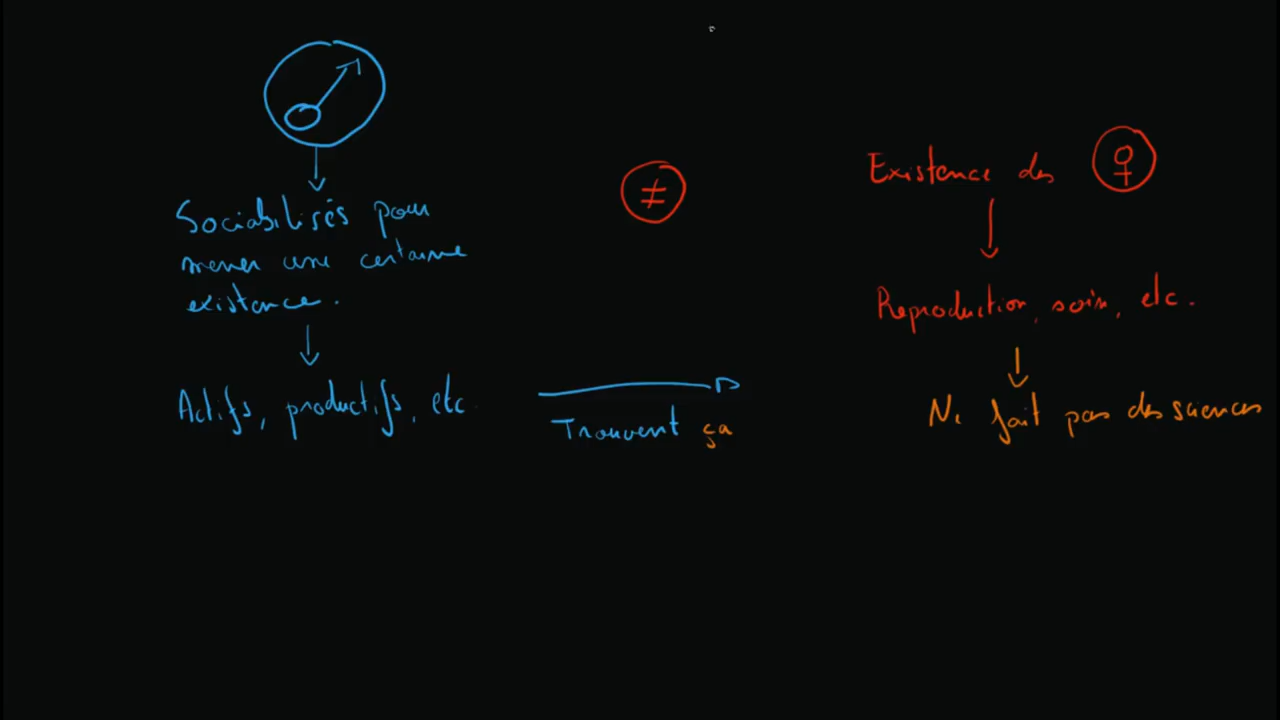 Sociabilisés pour
mener une certaine
existence.
Actifs, productifs, etc.
Trouvent ça
≠
Existence des ♀
Reproduction, soin, etc.
Ne fait pas des sciences